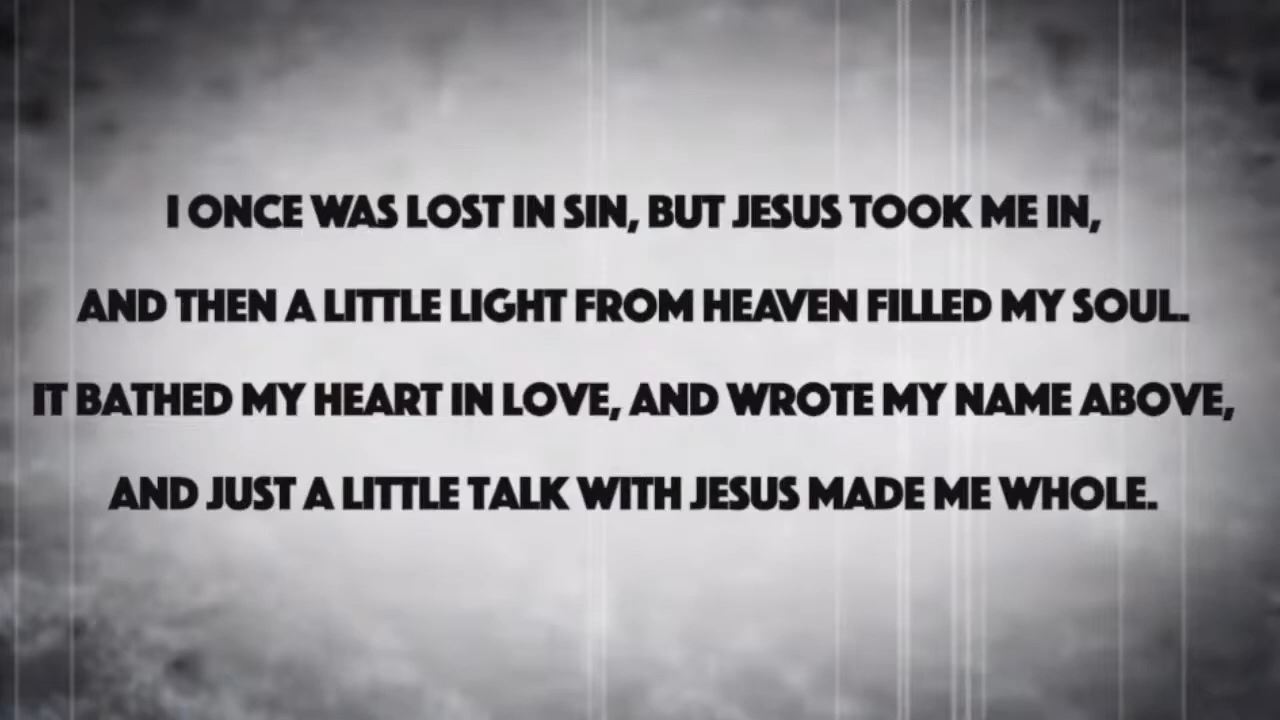 I ONCE WAS LOST IN SIN, BUT JESUS TOOK ME IN,
AND THEN A LITTLE LIGHT FROM HEAVEN FILLED MY SOUL.
IT BATHED MY HEART IN LOVE, AND WROTE MY NAME ABOVE,
AND JUST A LITTLE TALK WITH JESUS MADE ME WHOLE.